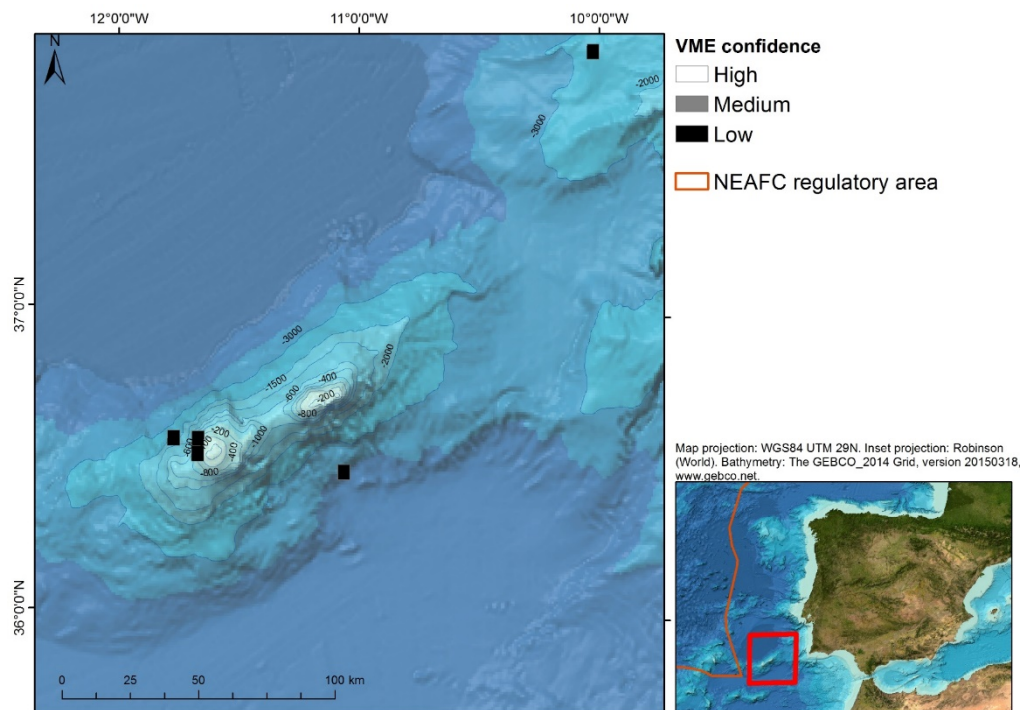 12°0'0"W
11°0'0"W
10°0'0"W
N
37°0'0"N
36°0'0"N
-2000
-3000
-3000
-2000
-1500
-400
-600
-200
-800
-1000
-200
-600
-400
-800
0
25
50
100 km
VME confidence
High
Medium
Low
NEAFC regulatory area
Map projection: WGS84 UTM 29N. Inset projection: Robinson
(World). Bathymetry: The GEBCO_2014 Grid, version 20150318,
www.gebco.net.